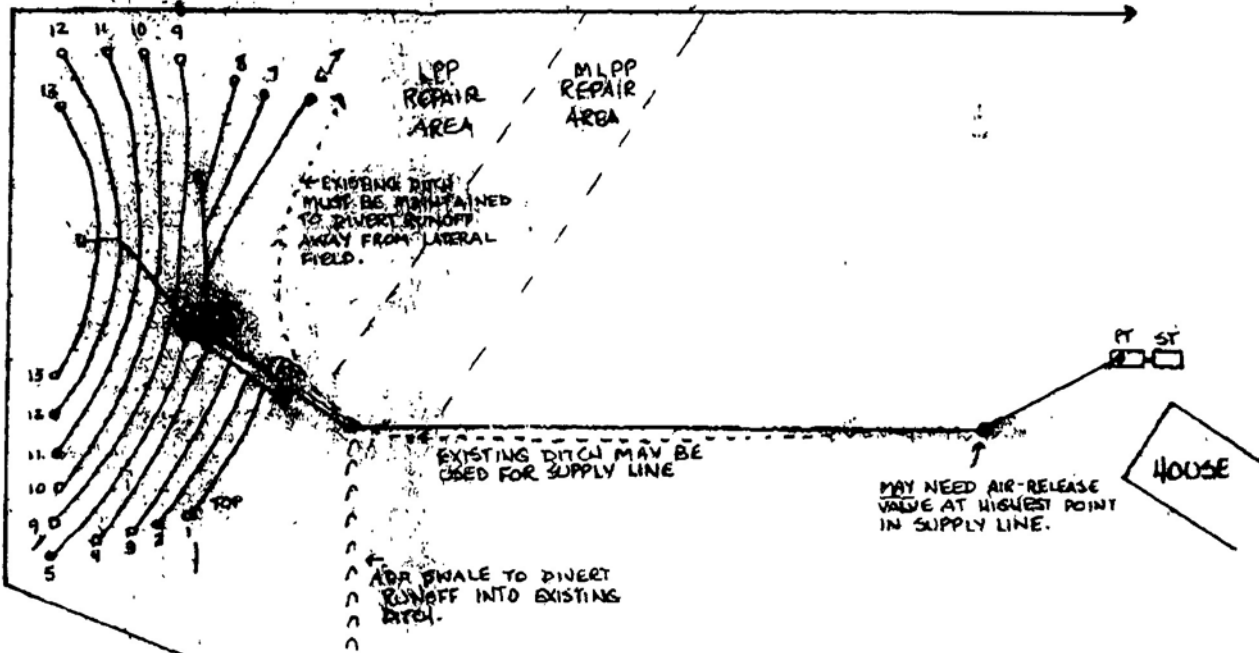 12
11
10
9
8
7
6
13
LPP
REPAIR
AREA
MLPP
REPAIR
AREA
← EXISTING DITCH
MUST BE MAINTAINED
TO DIVERT RUNOFF
AWAY FROM LATERAL
FIELD.
PT
ST
13
12
11
10
9
5
4
3
2
1
TOP
EXISTING DITCH MAY BE
USED FOR SUPPLY LINE
HOUSE
MAY NEED AIR-RELEASE
VALVE AT HIGHEST POINT
IN SUPPLY LINE.
ADD SWALE TO DIVERT
RUNOFF INTO EXISTING
DITCH.